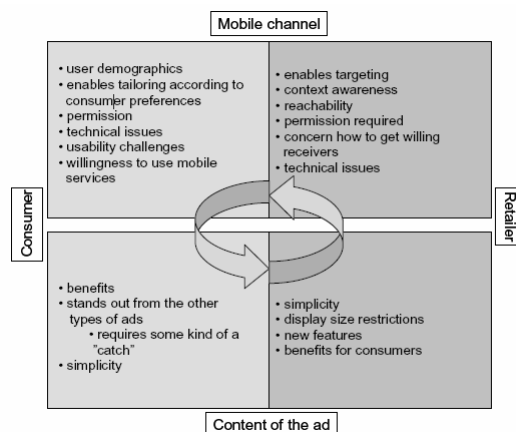 Mobile channel
• user demographics
• enables tailoring according to
consumer preferences
• permission
• technical issues
• usability challenges
• willingness to use mobile
services
• enables targeting
• context awareness
• reachability
• permission required
• concern how to get willing
receivers
• technical issues
Consumer
Retailer
• benefits
• stands out from the other
types of ads
• requires some kind of a
"catch"
• simplicity
• simplicity
• display size restrictions
• new features
• benefits for consumers
Content of the ad